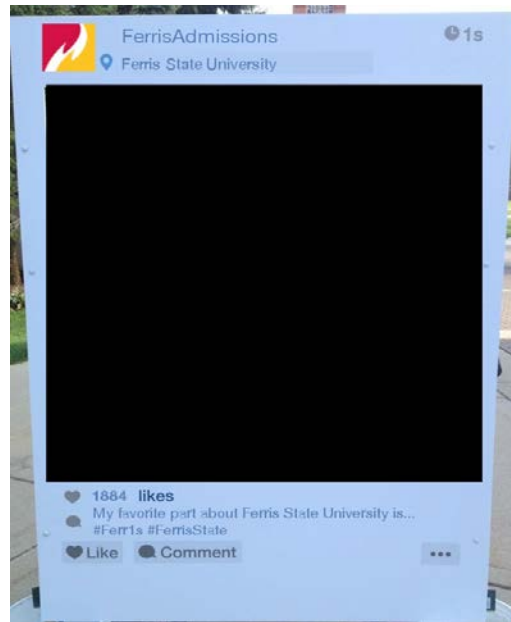 FerrisAdmissions
1s
Ferris State University
1884 likes
My favorite part about Ferris State University is...
#Ferr1s #FerrisState
Like Comment